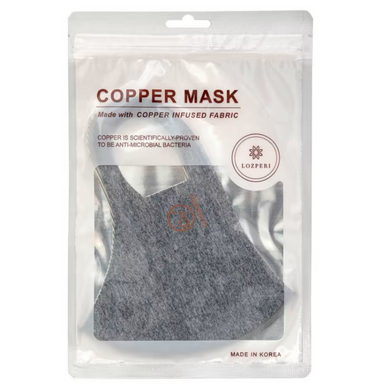 COPPER MASK
Made with COPPER INFUSED FABRIC
COPPER IS SCIENTIFICALLY-PROVEN
TO BE ANTI-MICROBIAL BACTERIA
LOZPERI
MADE IN KOREA